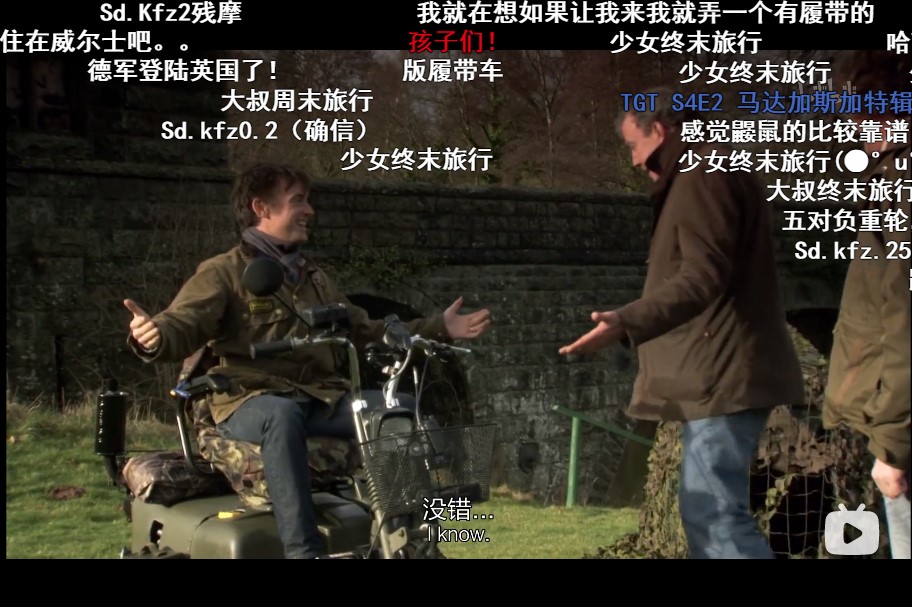 Sd.Kfz2残摩
我就在想如果让我来我就弄一个有履带的
住在威尔士吧。。
孩子们！
少女终末旅行
哈
德军登陆英国了！
版履带车
少女终末旅行
大叔周末旅行
TGT S4E2 马达加斯加特辑
Sd.kfz0.2（确信）
感觉鼹鼠的比较靠谱
少女终末旅行
少女终末旅行(●°.u°
大叔终末旅行
五对负重轮
Sd.kfz.25
没错...
I know.